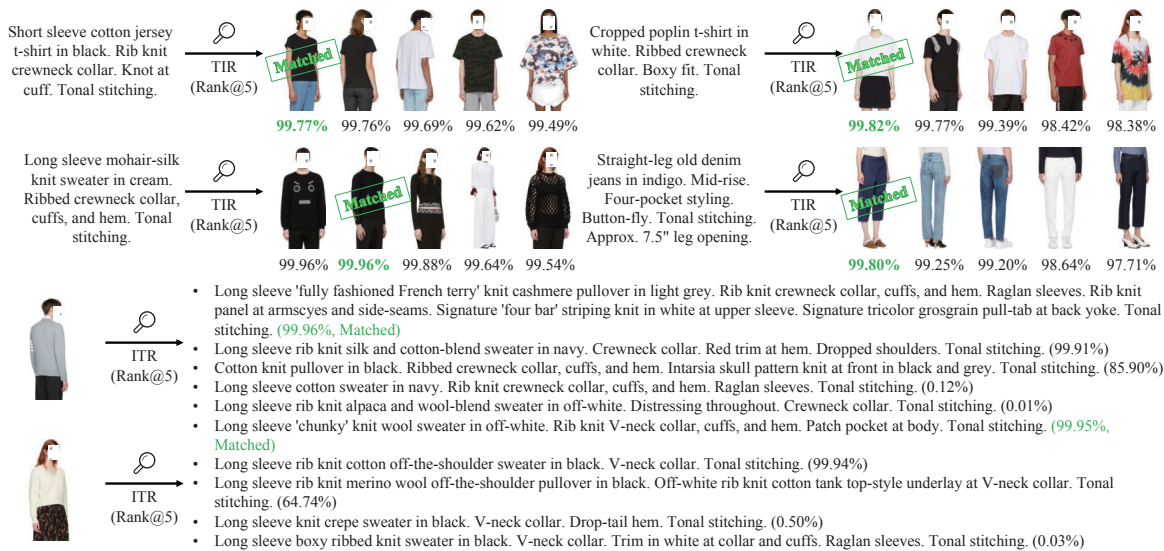 Short sleeve cotton jersey
t-shirt in black. Rib knit
crewneck collar. Knot at
cuff. Tonal stitching.
TIR
(Rank@5)
Matched
99.77% 99.76% 99.69% 99.62% 99.49%
Cropped poplin t-shirt in
white. Ribbed crewneck
collar. Boxy fit. Tonal
stitching.
TIR
(Rank@5)
Matched
99.82% 99.77% 99.39% 98.42% 98.38%
Long sleeve mohair-silk
knit sweater in cream.
Ribbed crewneck collar,
cuffs, and hem. Tonal
stitching.
TIR
(Rank@5)
Matched
99.96% 99.96% 99.88% 99.64% 99.54%
Straight-leg old denim
jeans in indigo. Mid-rise.
Four-pocket styling.
Button-fly. Tonal stitching.
Approx. 7.5" leg opening.
TIR
(Rank@5)
Matched
99.80% 99.25% 99.20% 98.64% 97.71%
ITR
(Rank@5)
• Long sleeve 'fully fashioned French terry' knit cashmere pullover in light grey. Rib knit crewneck collar, cuffs, and hem. Raglan sleeves. Rib knit
panel at armscyes and side-seams. Signature 'four bar' striping knit in white at upper sleeve. Signature tricolor grosgrain pull-tab at back yoke. Tonal
stitching. (99.96%, Matched)
• Long sleeve rib knit silk and cotton-blend sweater in navy. Crewneck collar. Red trim at hem. Dropped shoulders. Tonal stitching. (99.91%)
• Cotton knit pullover in black. Ribbed crewneck collar, cuffs, and hem. Intarsia skull pattern knit at front in black and grey. Tonal stitching. (85.90%)
• Long sleeve cotton sweater in navy. Rib knit crewneck collar, cuffs, and hem. Raglan sleeves. Tonal stitching. (0.12%)
• Long sleeve rib knit alpaca and wool-blend sweater in off-white. Distressing throughout. Crewneck collar. Tonal stitching. (0.01%)
ITR
(Rank@5)
• Long sleeve 'chunky' knit wool sweater in off-white. Rib knit V-neck collar, cuffs, and hem. Patch pocket at body. Tonal stitching. (99.95%,
Matched)
• Long sleeve rib knit cotton off-the-shoulder sweater in black. V-neck collar. Tonal stitching. (99.94%)
• Long sleeve rib knit merino wool off-the-shoulder pullover in black. Off-white rib knit cotton tank top-style underlay at V-neck collar. Tonal
stitching. (64.74%)
• Long sleeve knit crepe sweater in black. V-neck collar. Drop-tail hem. Tonal stitching. (0.50%)
• Long sleeve boxy ribbed knit sweater in black. V-neck collar. Trim in white at collar and cuffs. Raglan sleeves. Tonal stitching. (0.03%)